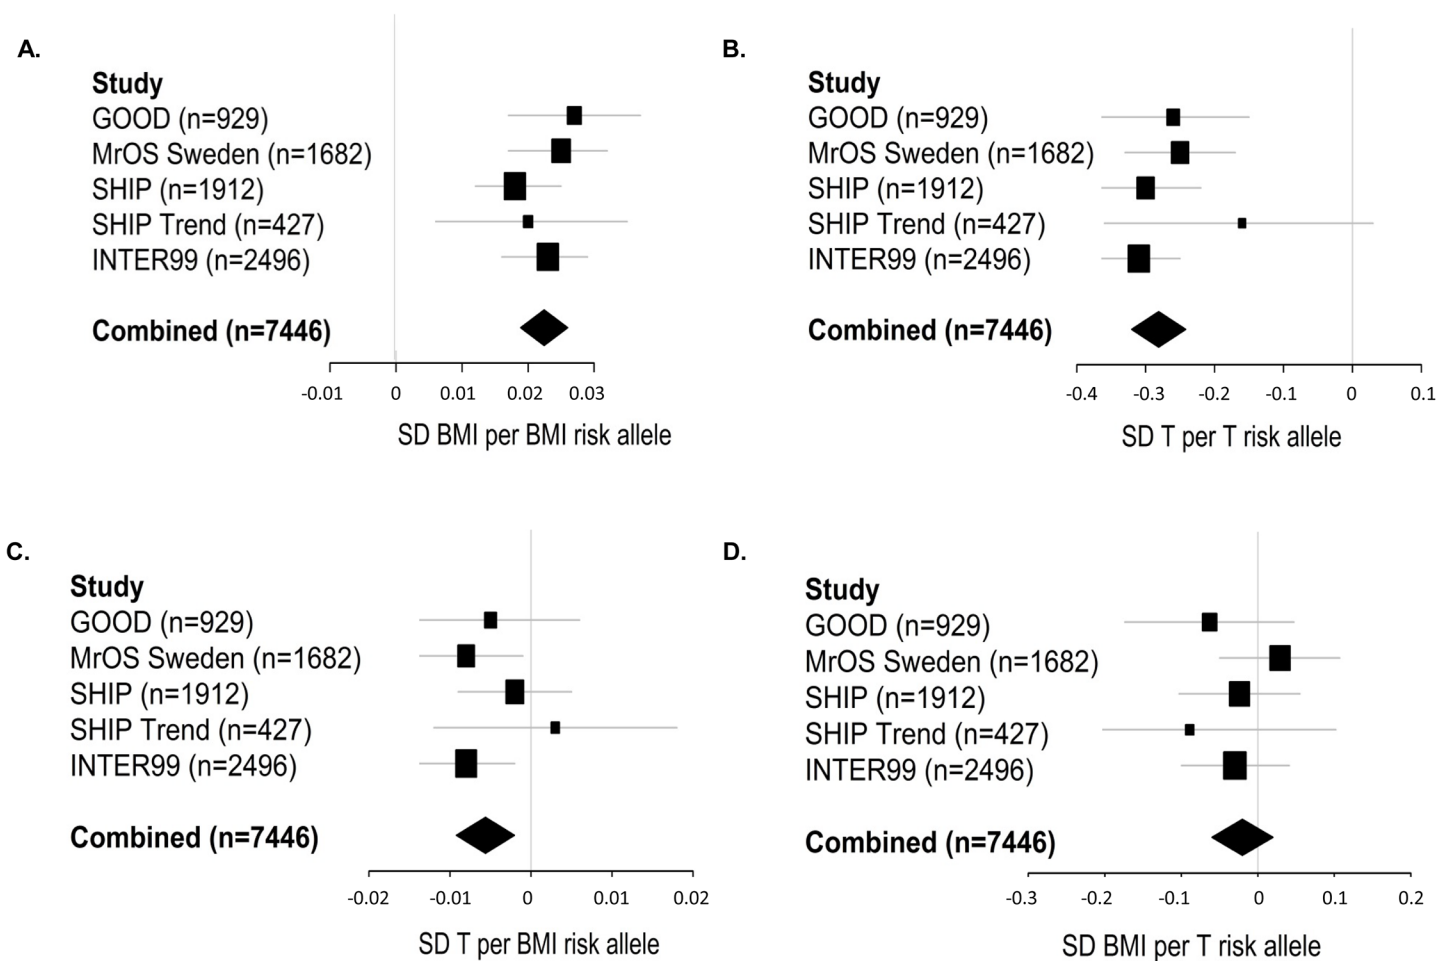 A.
Study
GOOD (n=929)
MrOS Sweden (n=1682)
SHIP (n=1912)
SHIP Trend (n=427)
INTER99 (n=2496)
Combined (n=7446)
-0.01 0 0.01 0.02 0.03
SD BMI per BMI risk allele
B.
Study
GOOD (n=929)
MrOS Sweden (n=1682)
SHIP (n=1912)
SHIP Trend (n=427)
INTER99 (n=2496)
Combined (n=7446)
-0.4 -0.3 -0.2 -0.1 0 0.1
SD T per T risk allele
C.
Study
GOOD (n=929)
MrOS Sweden (n=1682)
SHIP (n=1912)
SHIP Trend (n=427)
INTER99 (n=2496)
Combined (n=7446)
-0.02 -0.01 0 0.01 0.02
SD T per BMI risk allele
D.
Study
GOOD (n=929)
MrOS Sweden (n=1682)
SHIP (n=1912)
SHIP Trend (n=427)
INTER99 (n=2496)
Combined (n=7446)
-0.3 -0.2 -0.1 0 0.1 0.2
SD BMI per T risk allele